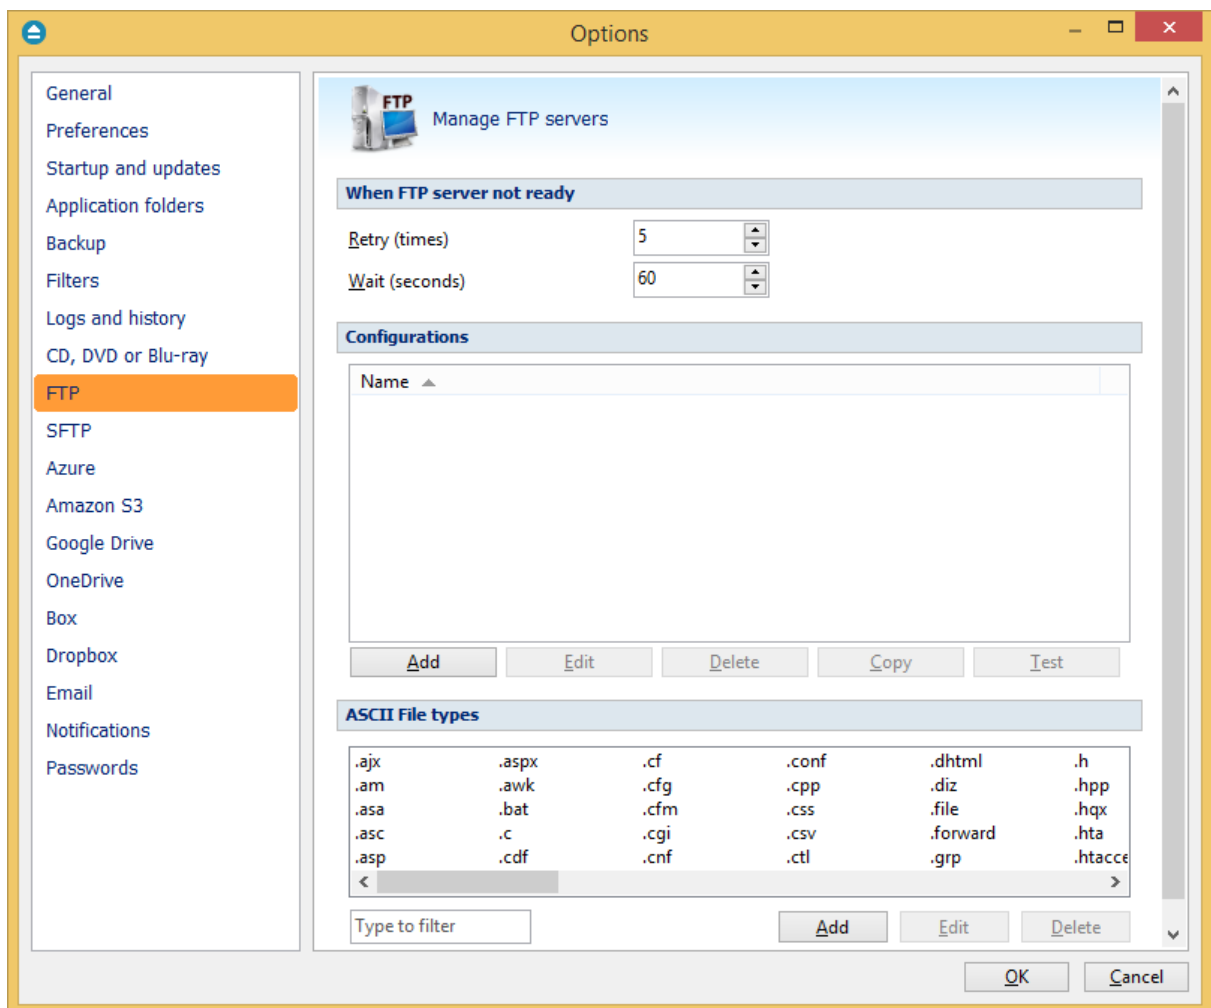 Options
General
Preferences
Startup and updates
Application folders
Backup
Filters
Logs and history
CD, DVD or Blu-ray
FTP
SFTP
Azure
Amazon S3
Google Drive
OneDrive
Box
Dropbox
Email
Notifications
Passwords
FTP
Manage FTP servers
When FTP server not ready
Retry (times) 5
Wait (seconds) 60
Configurations
Name
Add Edit Delete Copy Test
ASCII File types
.ajx .aspx .cf .conf .dhtml .h
.am .awk .cfg .cpp .diz .hpp
.asa .bat .cfm .css .file .hqx
.asc .c .cgi .csv .forward .hta
.asp .cdf .cnf .ctl .grp .htacce
Type to filter Add Edit Delete
OK Cancel